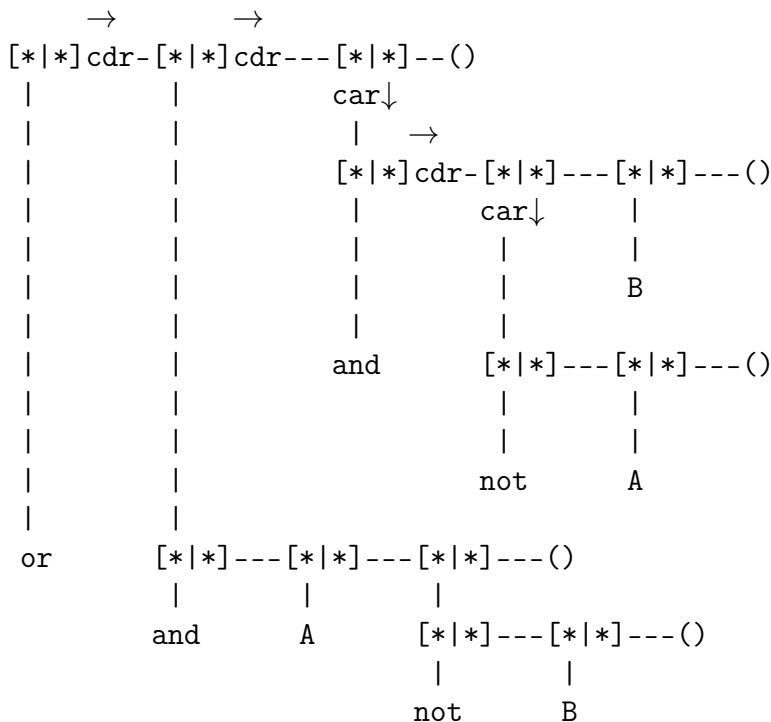 →           →
[*|*]cdr-[*|*]cdr---[*|*]--()
 |        |         car↓
 |        |          |   →
 |        |         [*|*]cdr-[*|*]---[*|*]---()
 |        |          |       car↓     |
 |        |          |        |       |
 |        |          |        |       B
 |        |          |        |
 |        |         and      [*|*]---[*|*]---()
 |        |                   |       |
 |        |                   |       |
 |        |                  not      A
 |        |
or       [*|*]---[*|*]---[*|*]---()
          |       |       |
         and      A      [*|*]---[*|*]---()
                          |       |
                         not      B